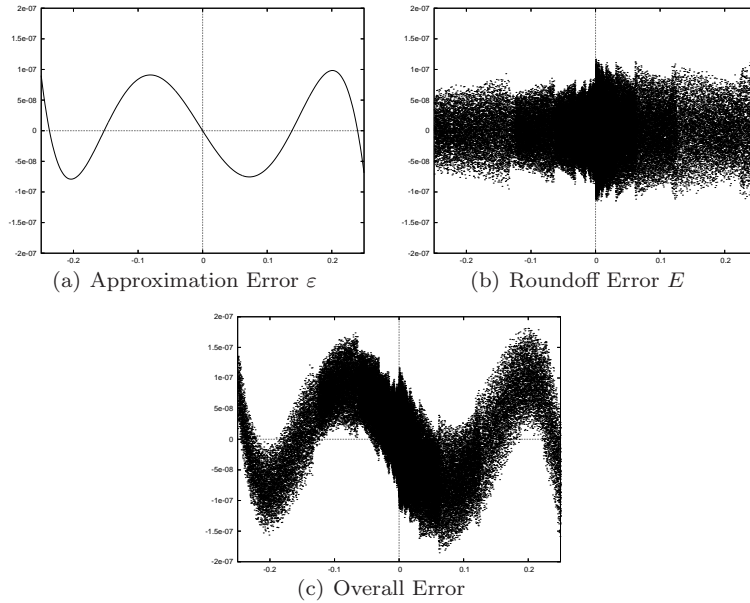 2e-07
1.5e-07
1e-07
5e-08
0
-5e-08
-1e-07
-1.5e-07
-2e-07
-0.2 -0.1 0 0.1 0.2
(a) Approximation Error ε
2e-07
1.5e-07
1e-07
5e-08
0
-5e-08
-1e-07
-1.5e-07
-2e-07
-0.2 -0.1 0 0.1 0.2
(b) Roundoff Error E
2e-07
1.5e-07
1e-07
5e-08
0
-5e-08
-1e-07
-1.5e-07
-2e-07
-0.2 -0.1 0 0.1 0.2
(c) Overall Error